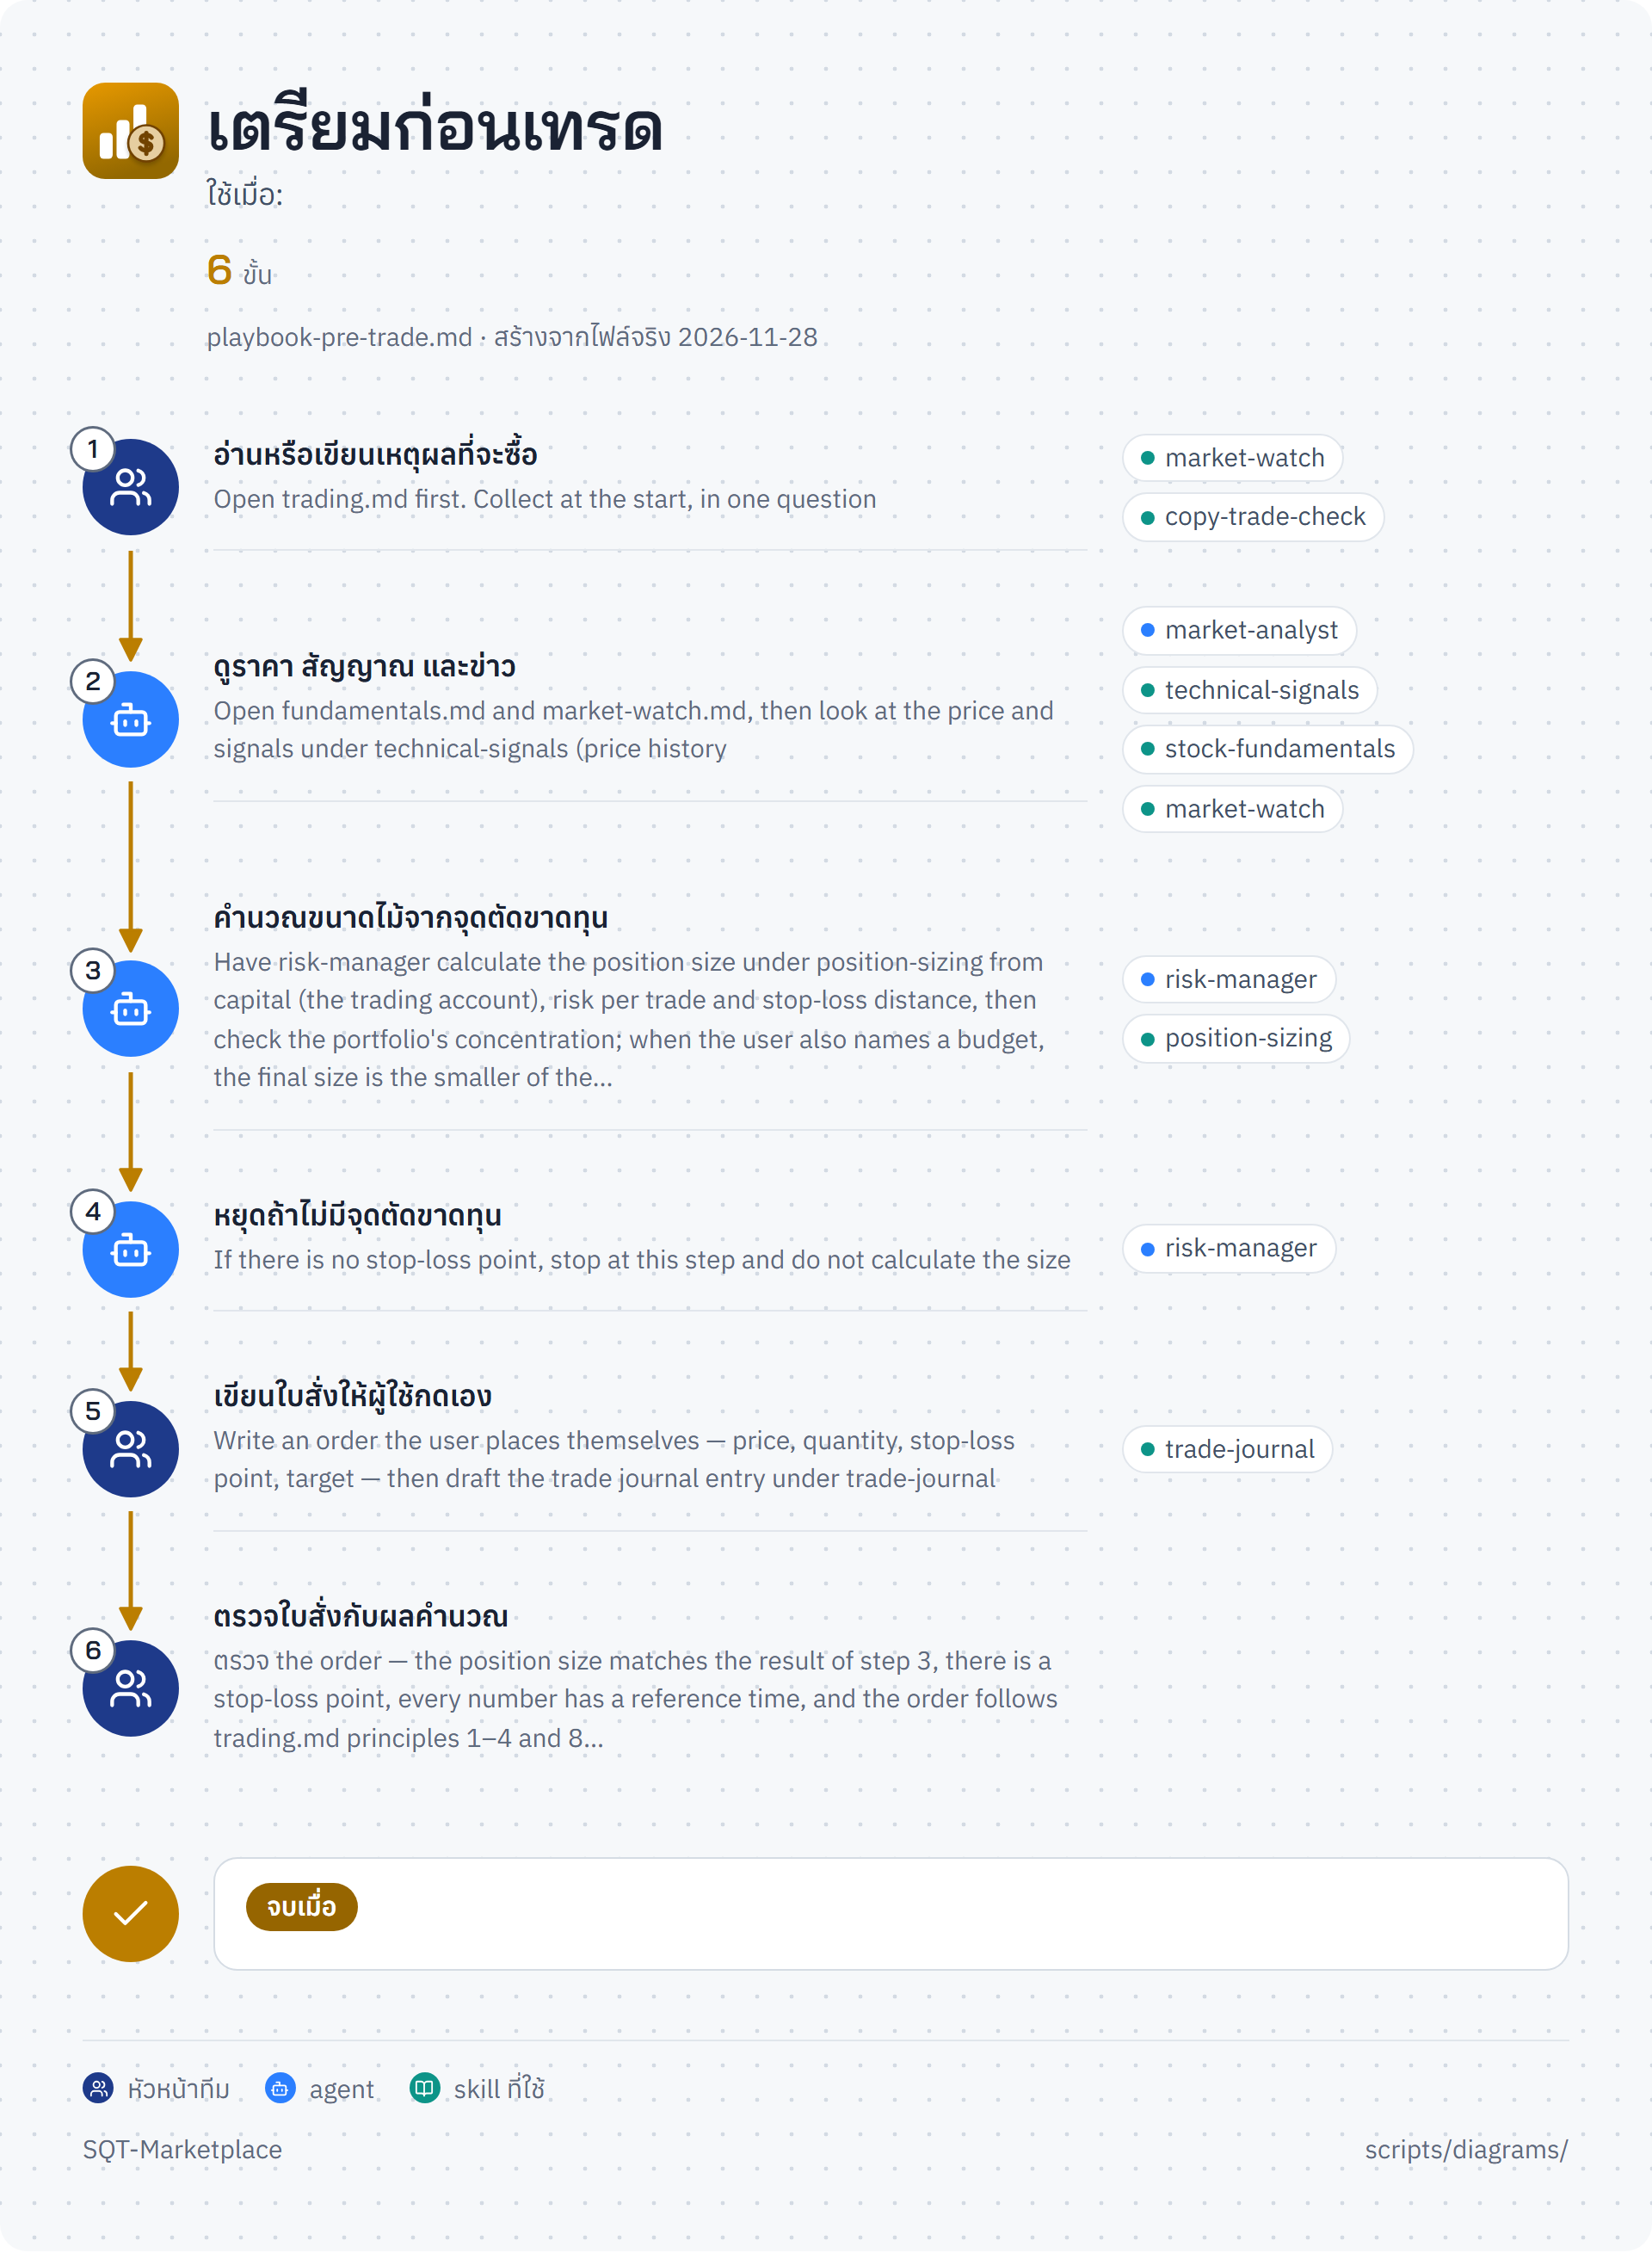 เตรียมก่อนเทรด
ใช้เมื่อ:
6 ขั้น
playbook-pre-trade.md · สร้างจากไฟล์จริง 2026-11-28
1
อ่านหรือเขียนเหตุผลที่จะซื้อ
Open trading.md first. Collect at the start, in one question
market-watch
copy-trade-check
2
ดูราคา สัญญาณ และข่าว
Open fundamentals.md and market-watch.md, then look at the price and
signals under technical-signals (price history
market-analyst
technical-signals
stock-fundamentals
market-watch
3
คำนวณขนาดไม้จากจุดตัดขาดทุน
Have risk-manager calculate the position size under position-sizing from
capital (the trading account), risk per trade and stop-loss distance, then
check the portfolio's concentration; when the user also names a budget,
the final size is the smaller of the…
risk-manager
position-sizing
4
หยุดถ้าไม่มีจุดตัดขาดทุน
If there is no stop-loss point, stop at this step and do not calculate the size
risk-manager
5
เขียนใบสั่งให้ผู้ใช้กดเอง
Write an order the user places themselves — price, quantity, stop-loss
point, target — then draft the trade journal entry under trade-journal
trade-journal
6
ตรวจใบสั่งกับผลคำนวณ
ตรวจ the order — the position size matches the result of step 3, there is a
stop-loss point, every number has a reference time, and the order follows
trading.md principles 1–4 and 8…
จบเมื่อ
หัวหน้าทีม agent skill ที่ใช้
SQT-Marketplace scripts/diagrams/